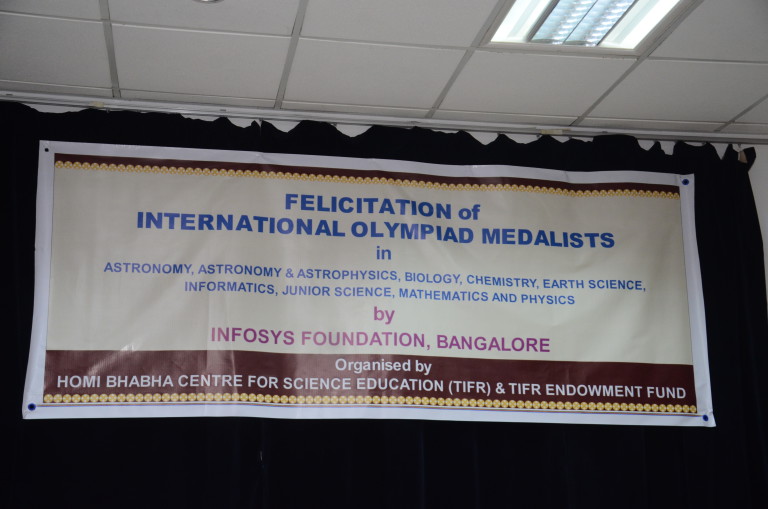 FELICITATION of
INTERNATIONAL OLYMPIAD MEDALISTS
in
ASTRONOMY, ASTRONOMY & ASTROPHYSICS, BIOLOGY, CHEMISTRY, EARTH SCIENCE,
INFORMATICS, JUNIOR SCIENCE, MATHEMATICS AND PHYSICS
by
INFOSYS FOUNDATION, BANGALORE
Organised by
HOMI BHABHA CENTRE FOR SCIENCE EDUCATION (TIFR) & TIFR ENDOWMENT FUND